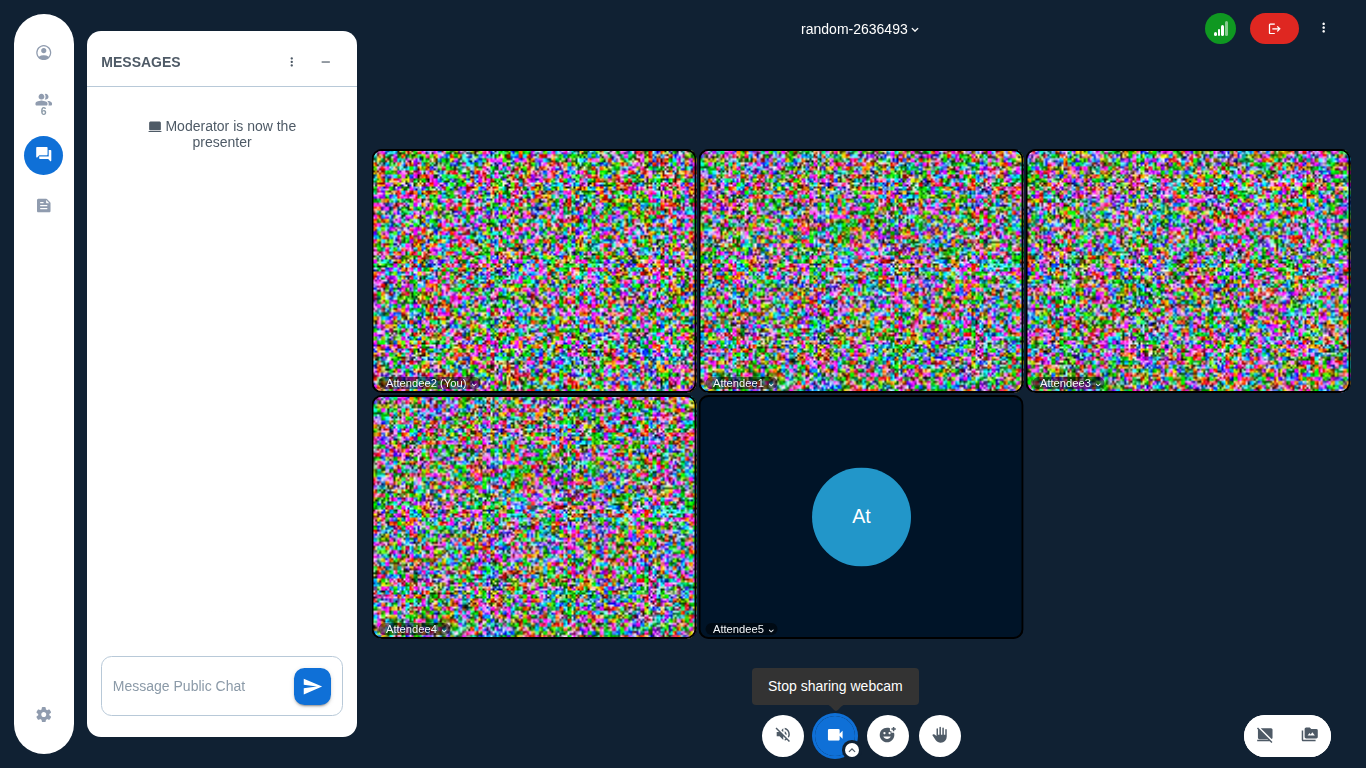 random-2636493
MESSAGES
6
Moderator is now the
presenter
Attendee2 (You)
Attendee1
Attendee3
At
Attendee4
Attendee5
Stop sharing webcam
Message Public Chat